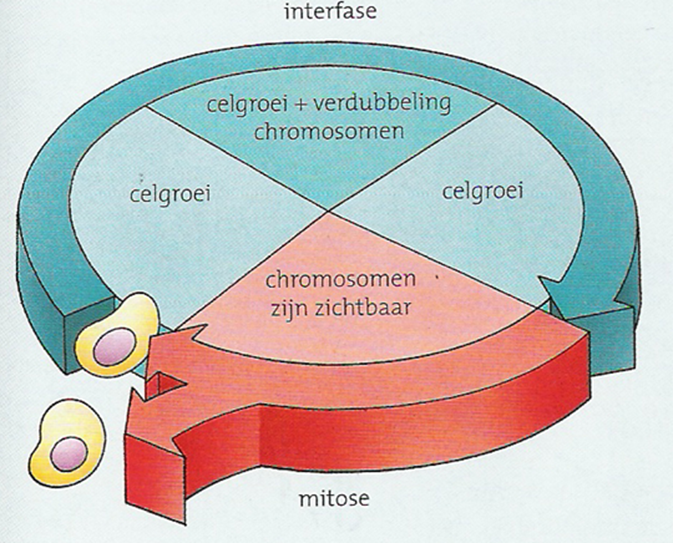 interfase
celgroei + verdubbeling
chromosomen
celgroei
celgroei
chromosomen
zijn zichtbaar
mitose